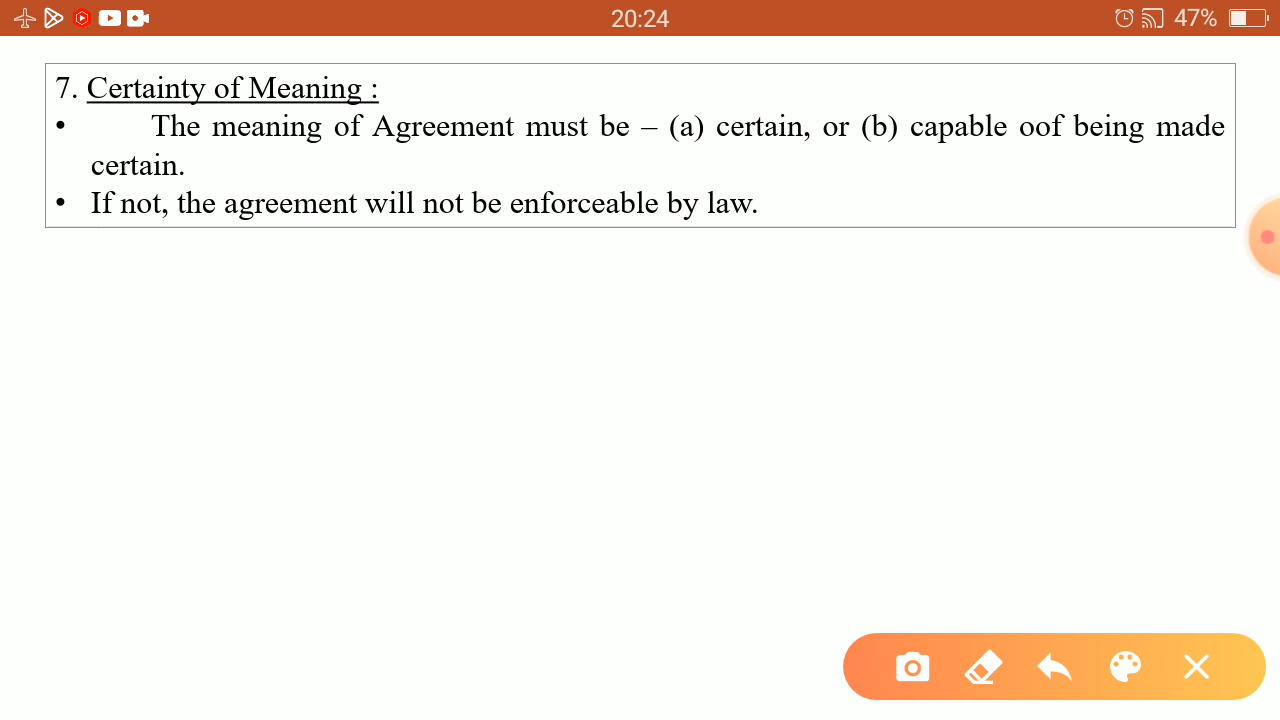 20:24
47%
7. Certainty of Meaning :
• The meaning of Agreement must be – (a) certain, or (b) capable oof being made
certain.
• If not, the agreement will not be enforceable by law.